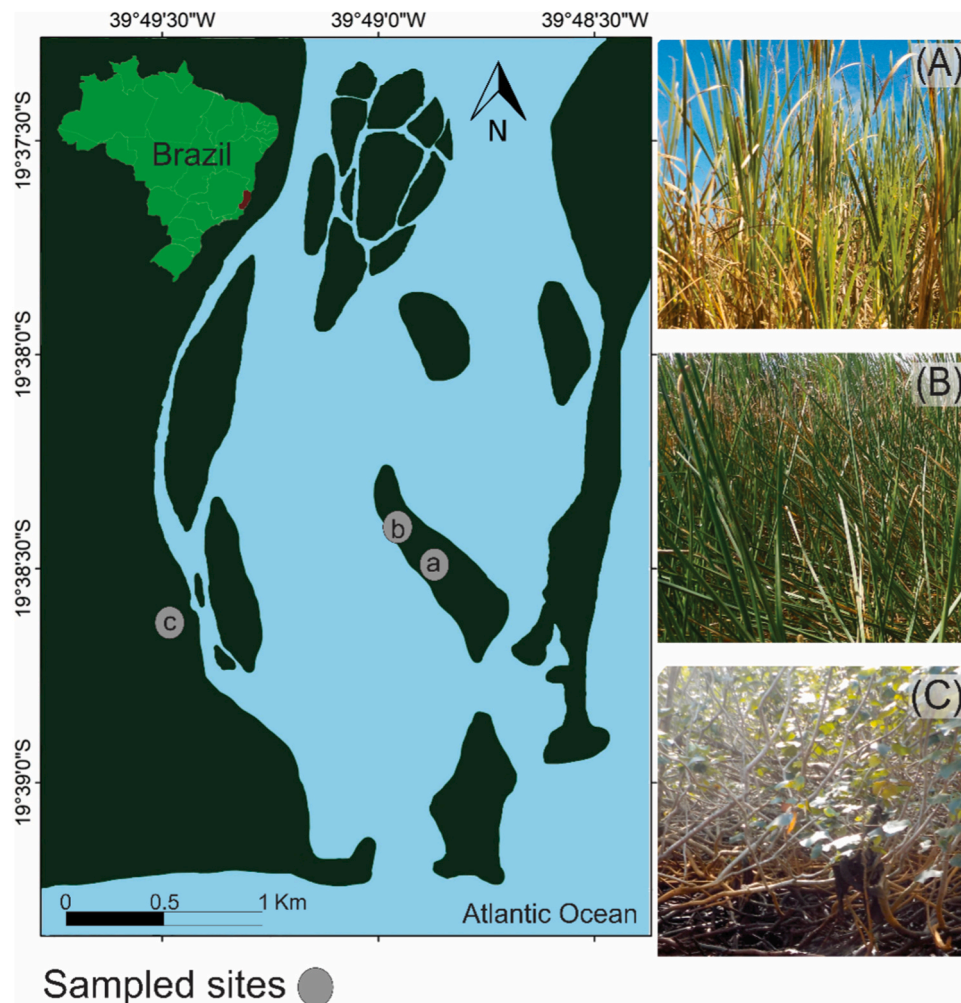 39°49'30"W
39°49'0"W
39°48'30"W
19°37'30"S
19°38'0"S
19°38'30"S
19°39'0"S
Brazil
N
b
a
c
0 0.5 1 Km
Atlantic Ocean
(A)
(B)
(C)
Sampled sites